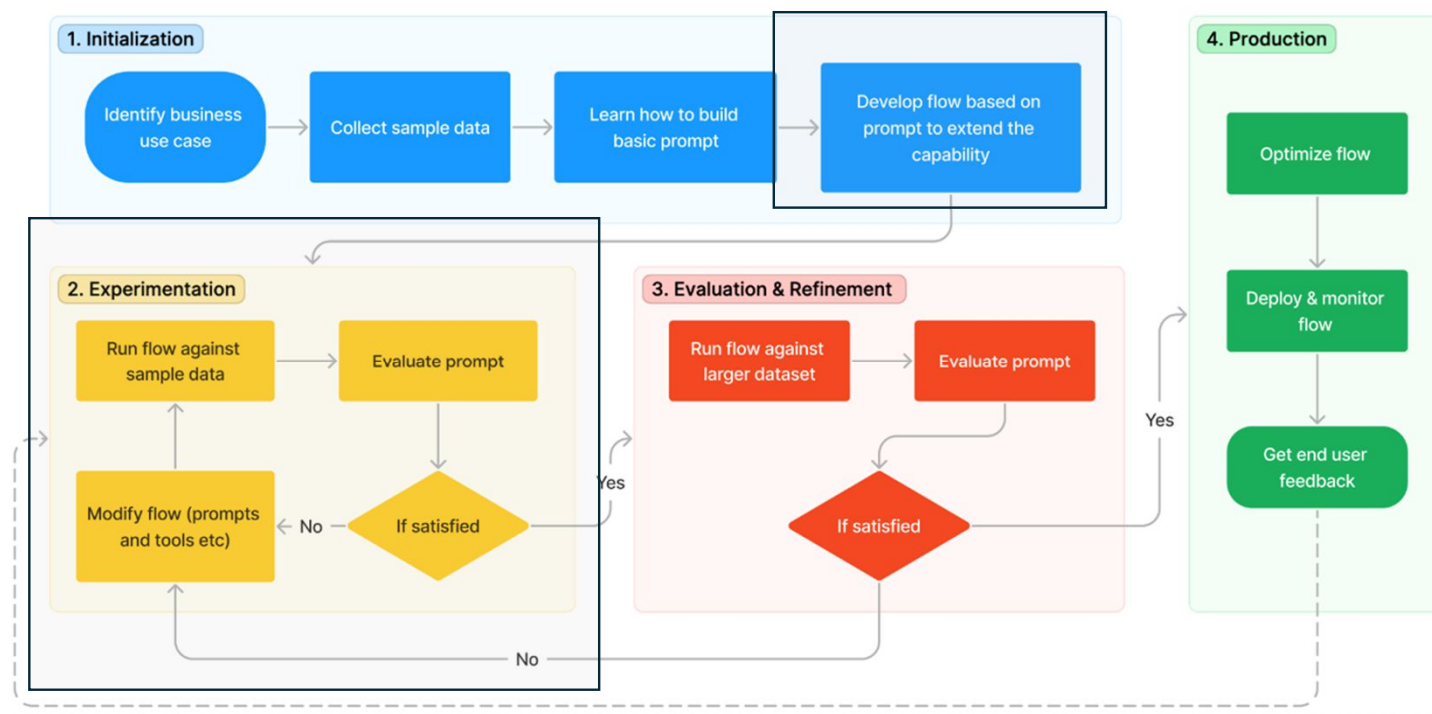 1. Initialization
Identify business
use case
Collect sample data
Learn how to build
basic prompt
Develop flow based on
prompt to extend the
capability
2. Experimentation
Run flow against
sample data
Evaluate prompt
If satisfied
No
Modify flow (prompts
and tools etc)
Yes
3. Evaluation & Refinement
Run flow against
larger dataset
Evaluate prompt
If satisfied
No
Yes
4. Production
Optimize flow
Deploy & monitor
flow
Get end user
feedback